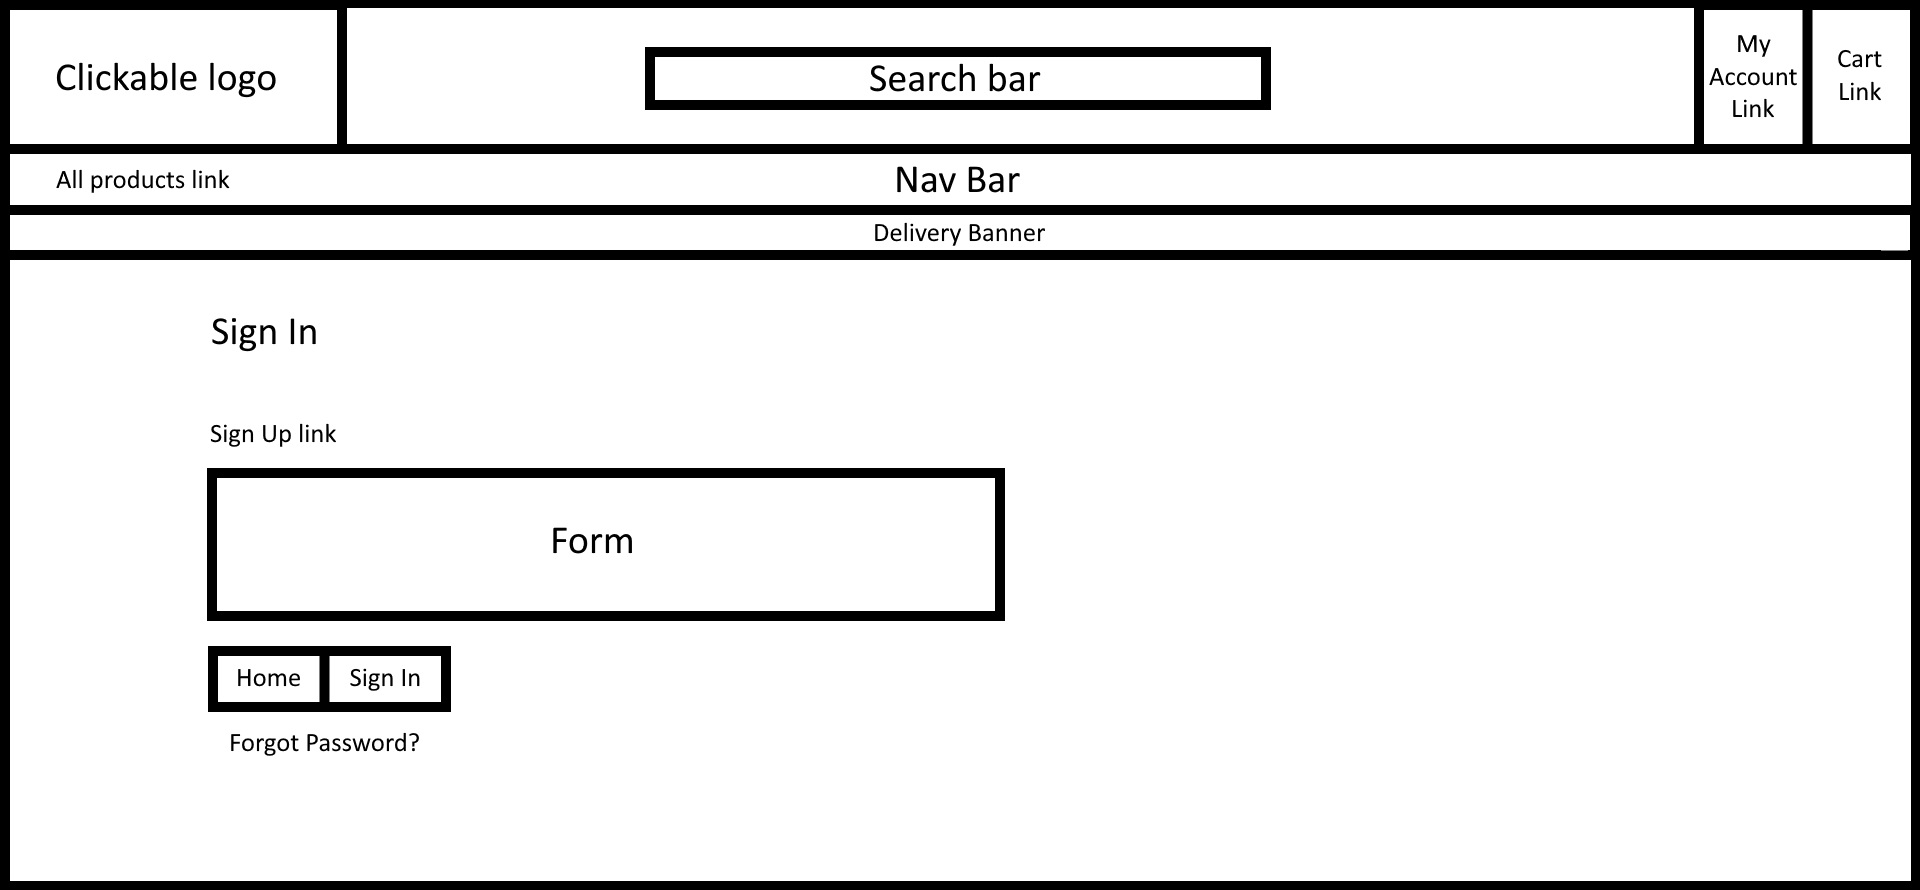 Clickable logo
Search bar
My
Account
Link
Cart
Link
All products link
Nav Bar
Delivery Banner
Sign In
Sign Up link
Form
Home
Sign In
Forgot Password?